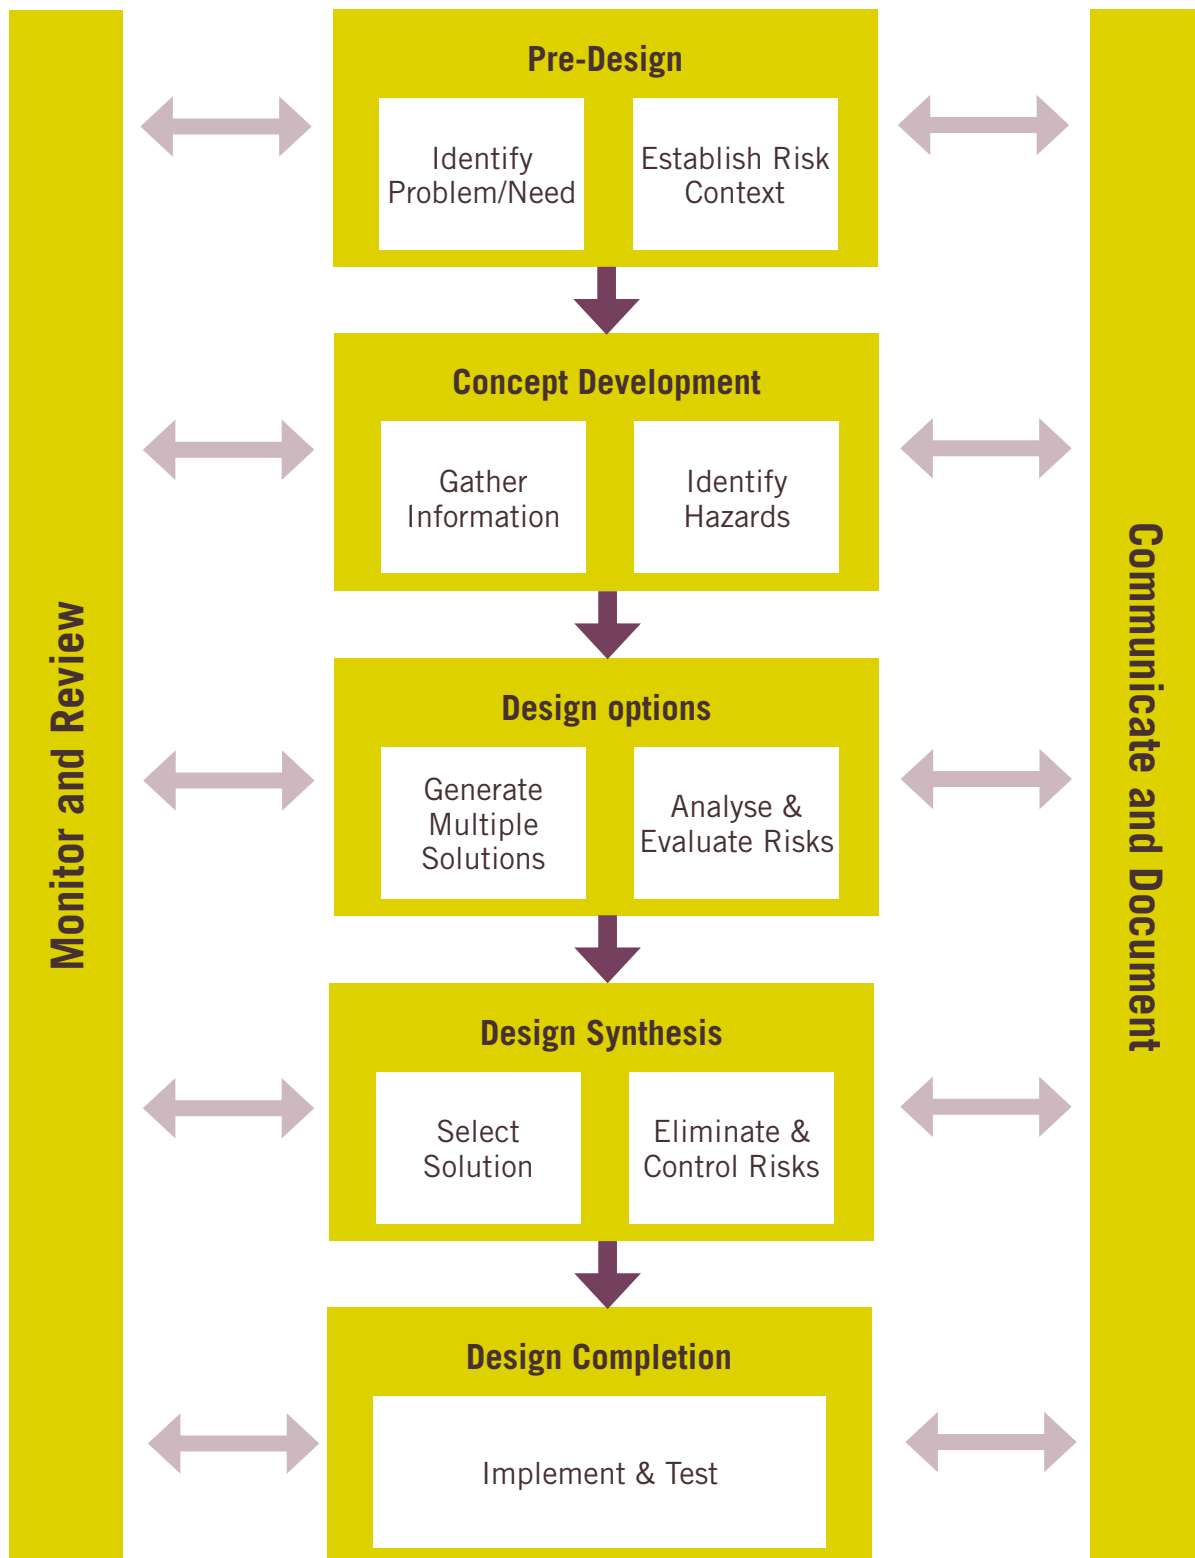 Pre-Design
Identify
Problem/Need
Establish Risk
Context
Concept Development
Gather
Information
Identify
Hazards
Design options
Generate
Multiple
Solutions
Analyse &
Evaluate Risks
Design Synthesis
Select
Solution
Eliminate &
Control Risks
Design Completion
Implement & Test
Monitor and Review
Communicate and Document